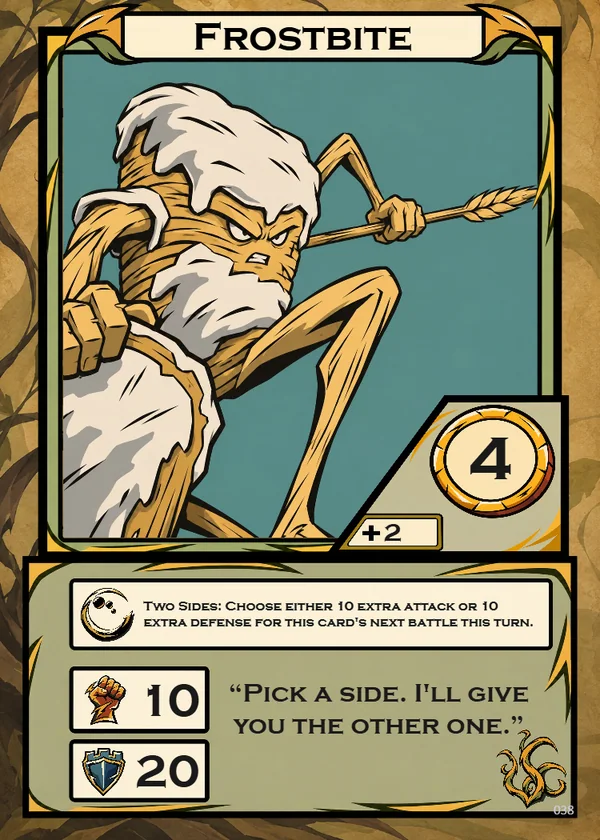 Frostbite
4
+2
Two Sides: Choose either 10 extra attack or 10
extra defense for this card's next battle this turn.
10
“Pick a side. I'll give
you the other one.”
20
038